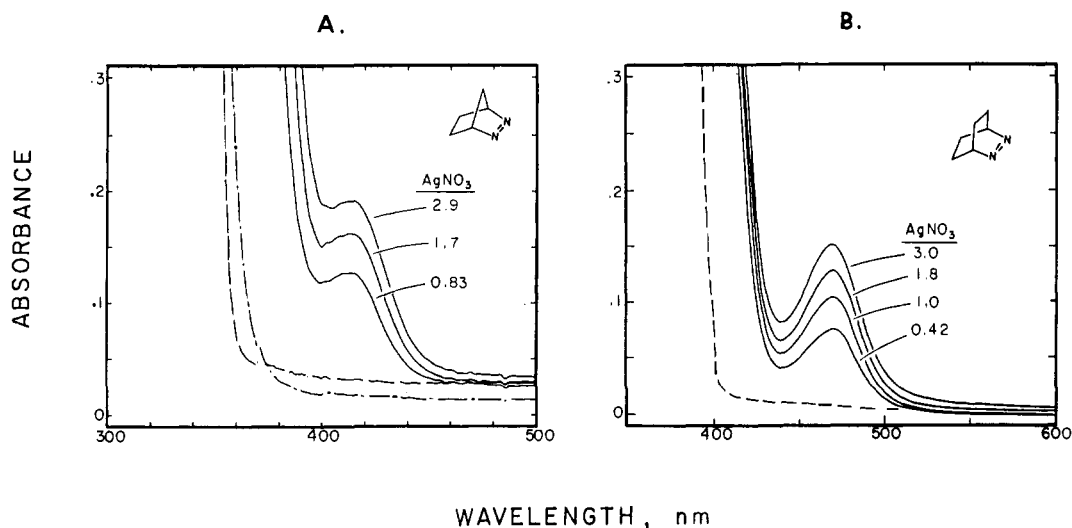 A.
B.
ABSORBANCE
.3
.2
.1
0
300
400
500
N
N
AgNO3
2.9
1.7
0.83
.3
.2
.1
0
400
500
600
N
N
AgNO3
3.0
1.8
1.0
0.42
WAVELENGTH, nm